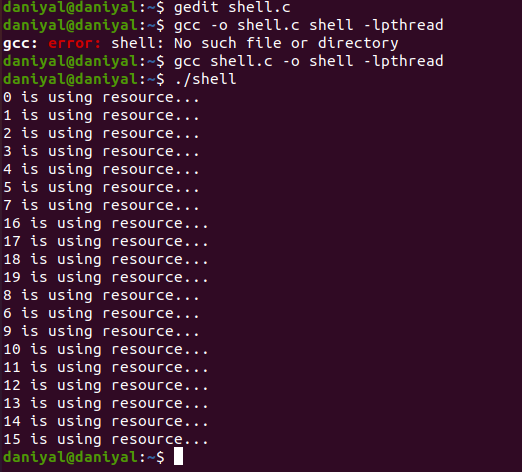 daniyal@daniyal:~$ gedit shell.c
daniyal@daniyal:~$ gcc -o shell.c shell -lpthread
gcc: error: shell: No such file or directory
daniyal@daniyal:~$ gcc shell.c -o shell -lpthread
daniyal@daniyal:~$ ./shell
0 is using resource...
1 is using resource...
2 is using resource...
3 is using resource...
4 is using resource...
5 is using resource...
7 is using resource...
16 is using resource...
17 is using resource...
18 is using resource...
19 is using resource...
8 is using resource...
6 is using resource...
9 is using resource...
10 is using resource...
11 is using resource...
12 is using resource...
13 is using resource...
14 is using resource...
15 is using resource...
daniyal@daniyal:~$